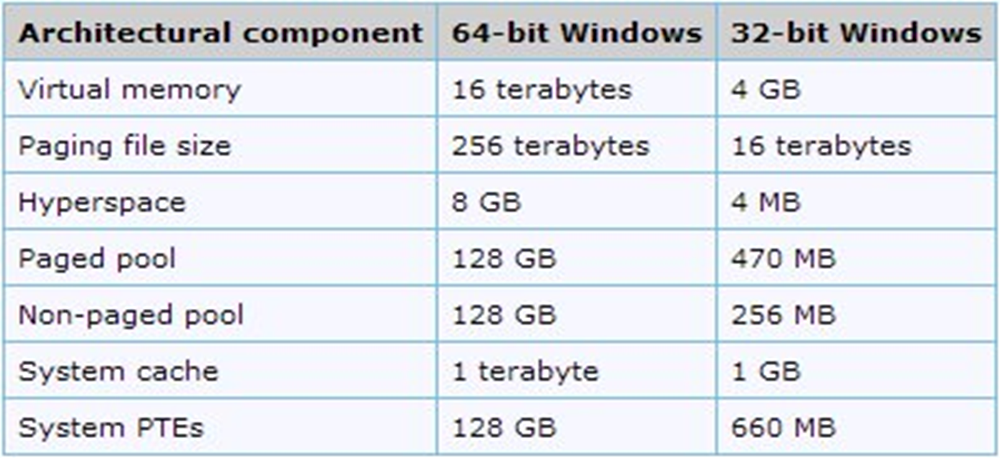 Architectural component 64-bit Windows 32-bit Windows
Virtual memory 16 terabytes 4 GB
Paging file size 256 terabytes 16 terabytes
Hyperspace 8 GB 4 MB
Paged pool 128 GB 470 MB
Non-paged pool 128 GB 256 MB
System cache 1 terabyte 1 GB
System PTEs 128 GB 660 MB